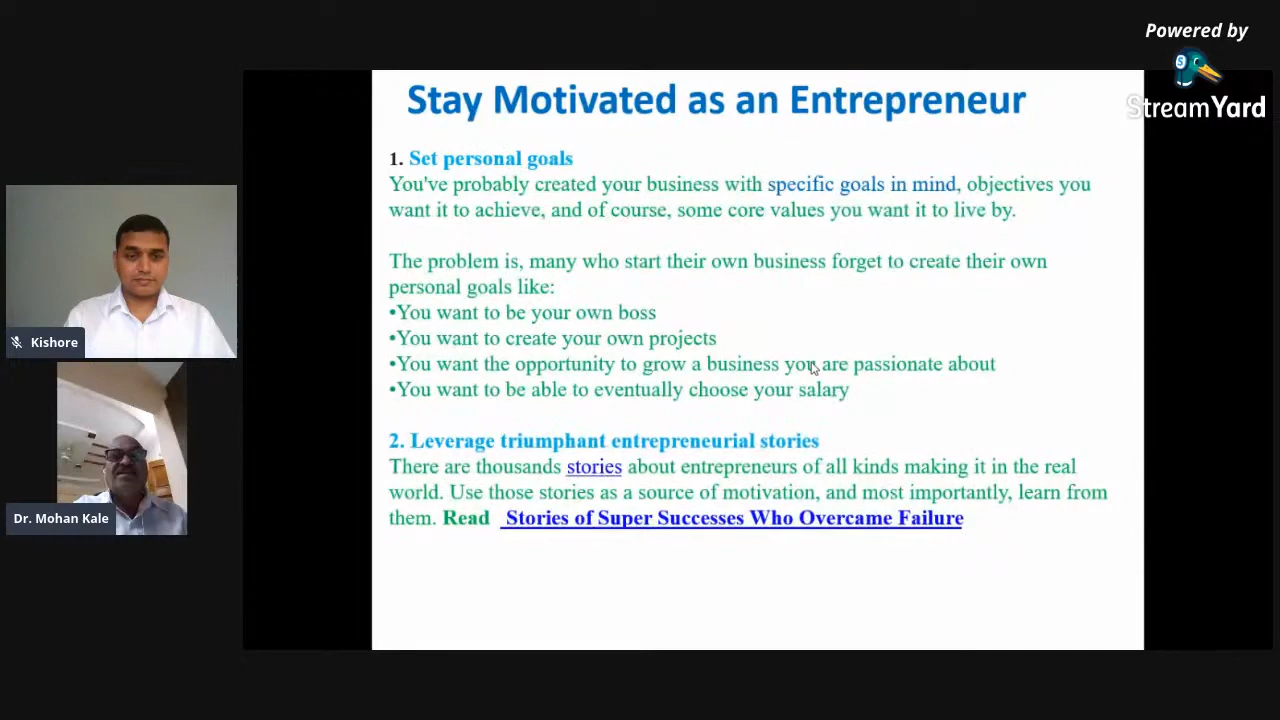 Powered by
StreamYard
Stay Motivated as an Entrepreneur
1. Set personal goals
You've probably created your business with specific goals in mind, objectives you
want it to achieve, and of course, some core values you want it to live by.
The problem is, many who start their own business forget to create their own
personal goals like:
•You want to be your own boss
•You want to create your own projects
•You want the opportunity to grow a business you are passionate about
•You want to be able to eventually choose your salary
2. Leverage triumphant entrepreneurial stories
There are thousands stories about entrepreneurs of all kinds making it in the real
world. Use those stories as a source of motivation, and most importantly, learn from
them. Read Stories of Super Successes Who Overcame Failure
Kishore
Dr. Mohan Kale